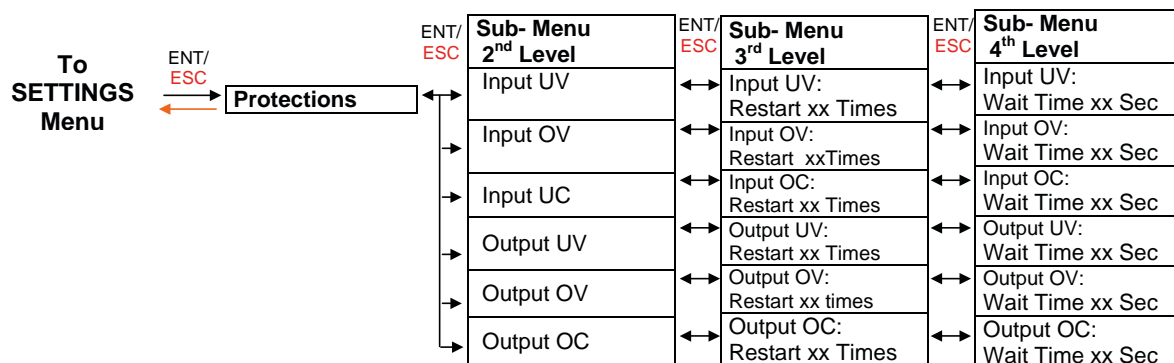 To
SETTINGS
Menu
ENT/
ESC
Protections
ENT/
ESC
Sub- Menu
2nd Level
Input UV
Input OV
Input UC
Output UV
Output OV
Output OC
ENT/
ESC
Sub- Menu
3rd Level
Input UV:
Restart xx Times
Input OV:
Restart xxTimes
Input OC:
Restart xx Times
Output UV:
Restart xx Times
Output OV:
Restart xx times
Output OC:
Restart xx Times
ENT/
ESC
Sub- Menu
4th Level
Input UV:
Wait Time xx Sec
Input OV:
Wait Time xx Sec
Input OC:
Wait Time xx Sec
Output UV:
Wait Time xx Sec
Output OV:
Wait Time xx Sec
Output OC:
Wait Time xx Sec